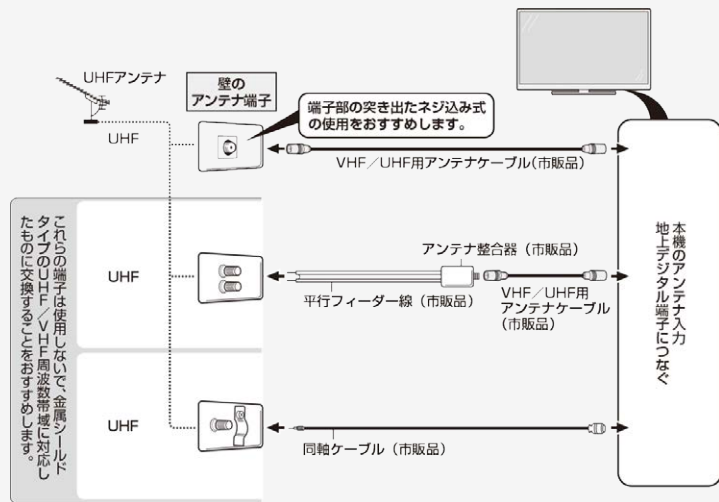 UHFアンテナ
壁の
アンテナ端子
端子部の突き出たネジ込み式
の使用をおすすめします。
UHF
VHF／UHF用アンテナケーブル(市販品)
これらの端子は使用しないで、金属シールド
タイプのUHF／VHF周波数帯域に対応し
たものに交換することをおすすめします。
UHF
アンテナ整合器（市販品）
平行フィーダー線（市販品）
VHF／UHF用
アンテナケーブル
(市販品)
UHF
同軸ケーブル（市販品）
本機のアンテナ入力
地上デジタル端子につなぐ